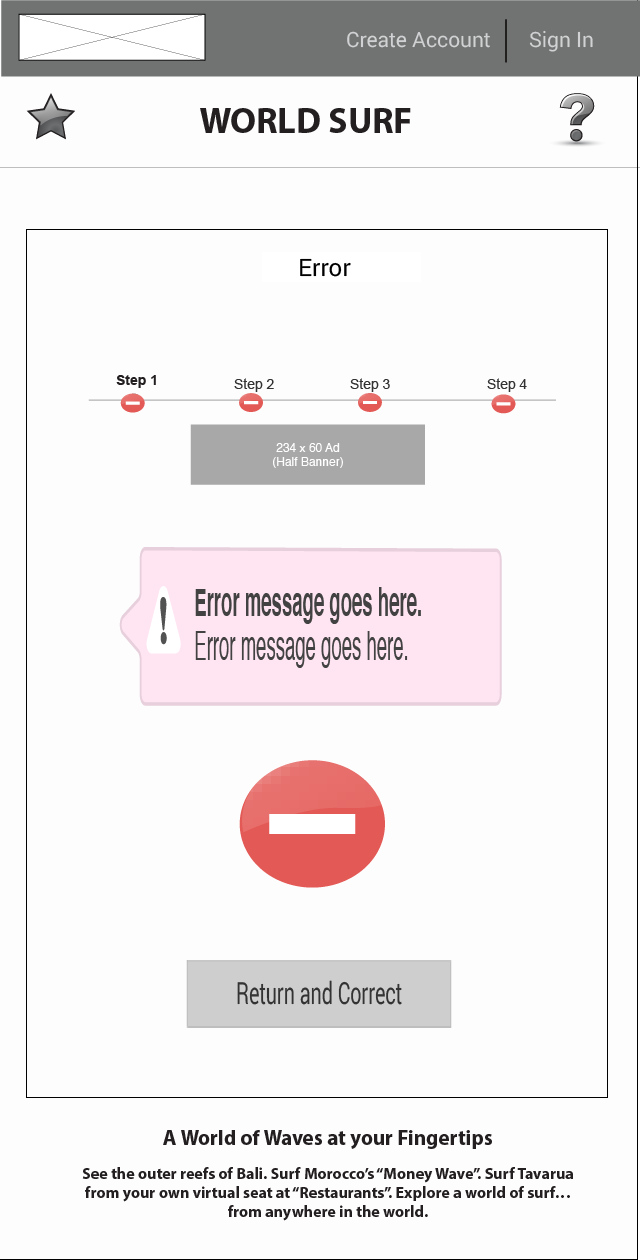 Create Account Sign In
WORLD SURF
Error
Step 1 Step 2 Step 3 Step 4
234 x 60 Ad
(Half Banner)
Error message goes here.
Error message goes here.
Return and Correct
A World of Waves at your Fingertips
See the outer reefs of Bali. Surf Morocco's “Money Wave”. Surf Tavarua
from your own virtual seat at “Restaurants”. Explore a world of surf…
from anywhere in the world.